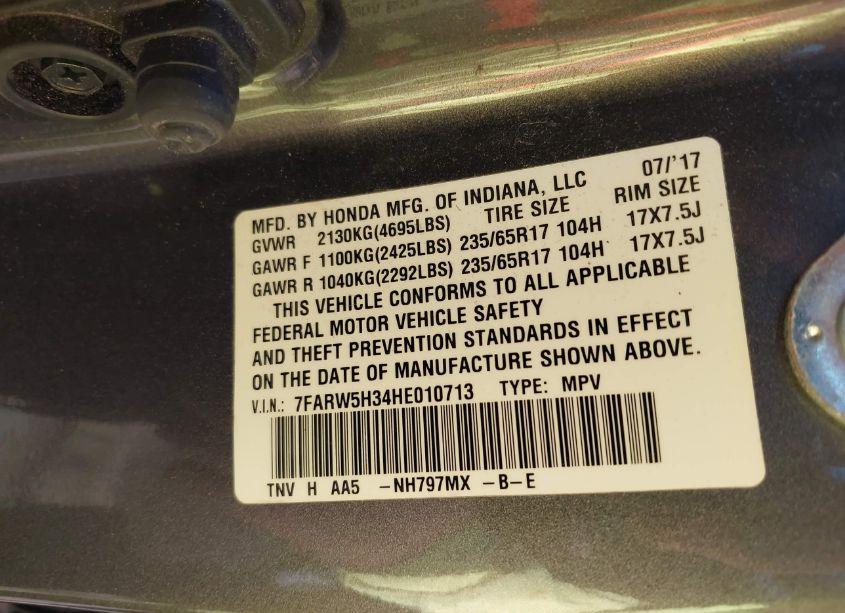 MFD. BY HONDA MFG. OF INDIANA, LLC 07/'17
GVWR 2130KG(4695LBS) TIRE SIZE RIM SIZE
GAWR F 1100KG(2425LBS) 235/65R17 104H 17X7.5J
GAWR R 1040KG(2292LBS) 235/65R17 104H 17X7.5J
THIS VEHICLE CONFORMS TO ALL APPLICABLE
FEDERAL MOTOR VEHICLE SAFETY
AND THEFT PREVENTION STANDARDS IN EFFECT
ON THE DATE OF MANUFACTURE SHOWN ABOVE.
V.I.N.: 7FARW5H34HE010713 TYPE: MPV
TNV H AA5 -NH797MX -B-E